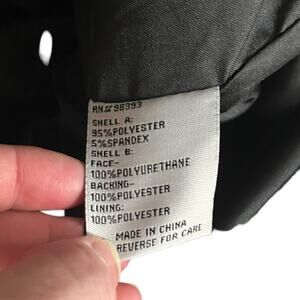 RN# 98393
SHELL A:
95%POLYESTER
5%SPANDEX
SHELL B:
FACE-
100%POLYURETHANE
BACKING-
100%POLYESTER
LINING:
100%POLYESTER
MADE IN CHINA
REVERSE FOR CARE